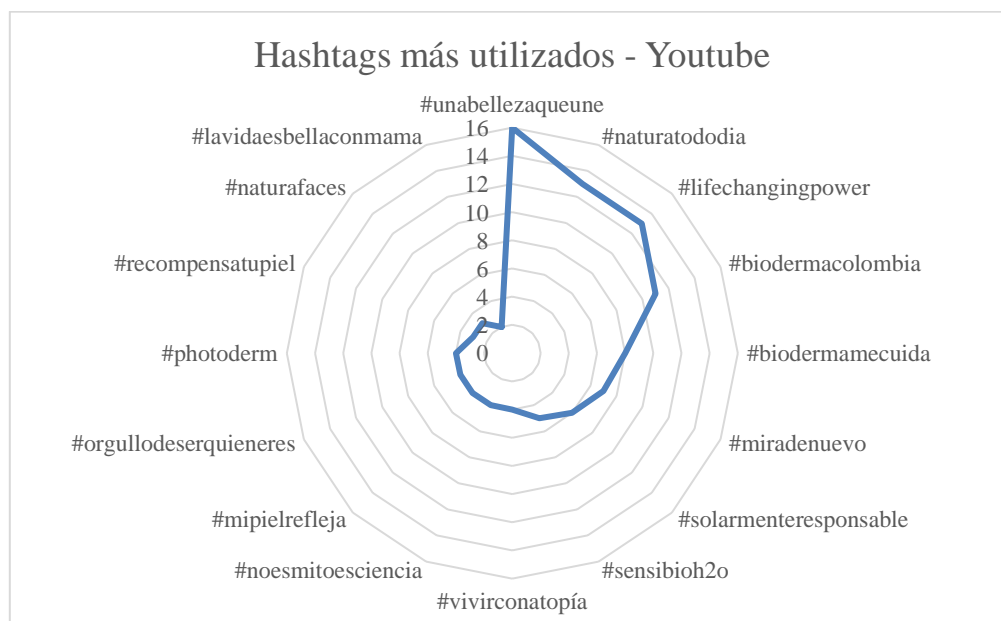 Hashtags más utilizados - Youtube
#unabellezaqueune
#naturatododia
#lifechangingpower
#biodermacolombia
#biodermamecuida
#miradenuevo
#solarmenteresponsable
#sensibioh2o
#vivirconatopía
#noesmitoesciencia
#mipielrefleja
#orgullodeserquieneres
#photoderm
#recompensatupiel
#naturafaces
#lavidaesbellaconmama
16
14
12
10
8
6
4
2
0